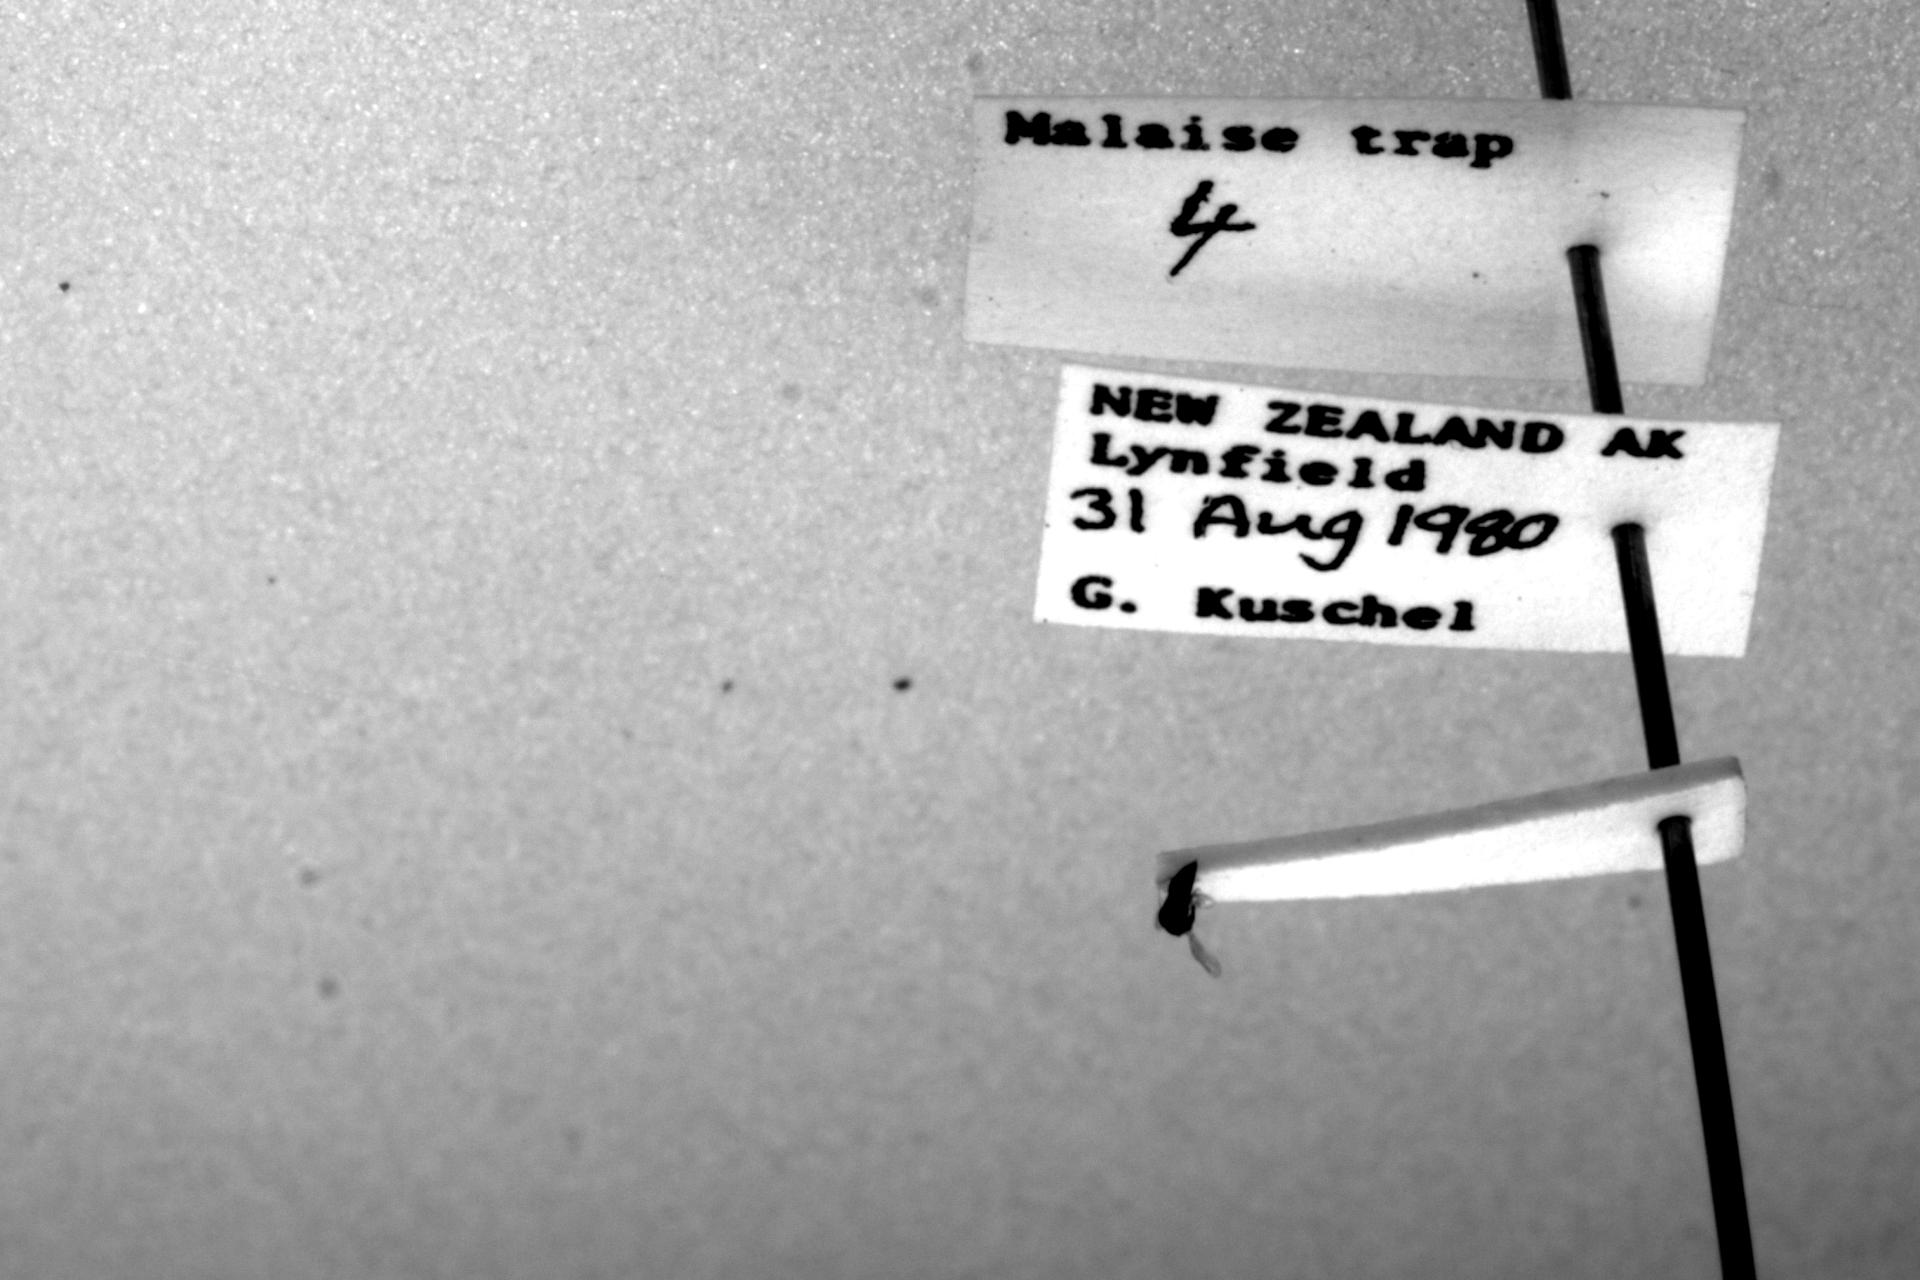 Malaise trap
4
NEW ZEALAND AK
Lynfield
31 Aug 1980
G. Kuschel